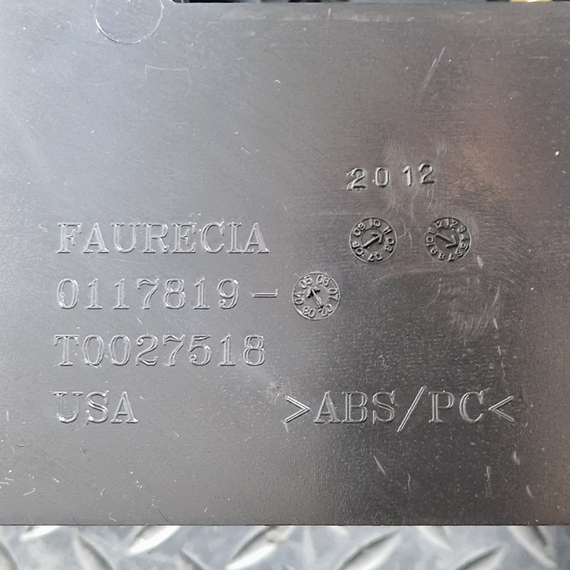 2012
FAURECIA
0117819-
T0027518
USA >ABS/PC<